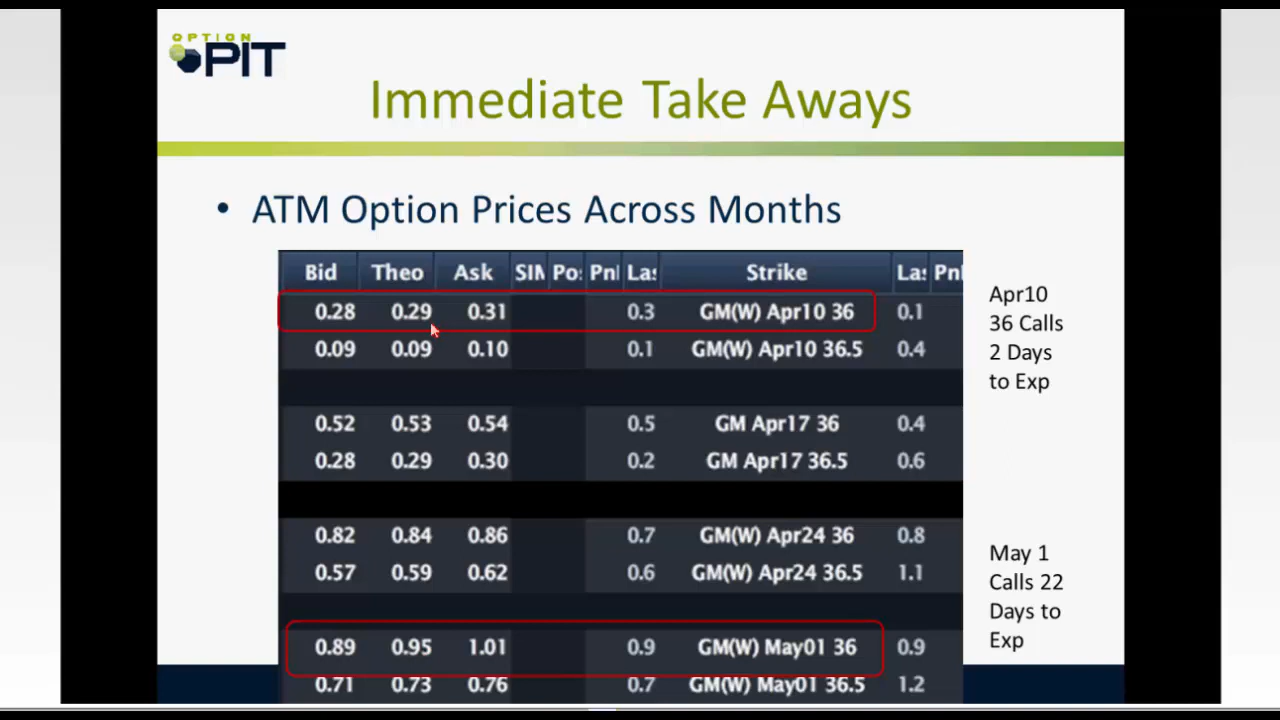 OPTION
PIT
Immediate Take Aways
• ATM Option Prices Across Months
Bid Theo Ask SIM Po: Pnl La: Strike La: Pnl
0.28 0.29 0.31 0.3 GM(W) Apr10 36 0.1
0.09 0.09 0.10 0.1 GM(W) Apr10 36.5 0.4
0.52 0.53 0.54 0.5 GM Apr17 36 0.4
0.28 0.29 0.30 0.2 GM Apr17 36.5 0.6
0.82 0.84 0.86 0.7 GM(W) Apr24 36 0.8
0.57 0.59 0.62 0.6 GM(W) Apr24 36.5 1.1
0.89 0.95 1.01 0.9 GM(W) May01 36 0.9
0.71 0.73 0.76 0.7 GM(W) May01 36.5 1.2
Apr10
36 Calls
2 Days
to Exp
May 1
Calls 22
Days to
Exp